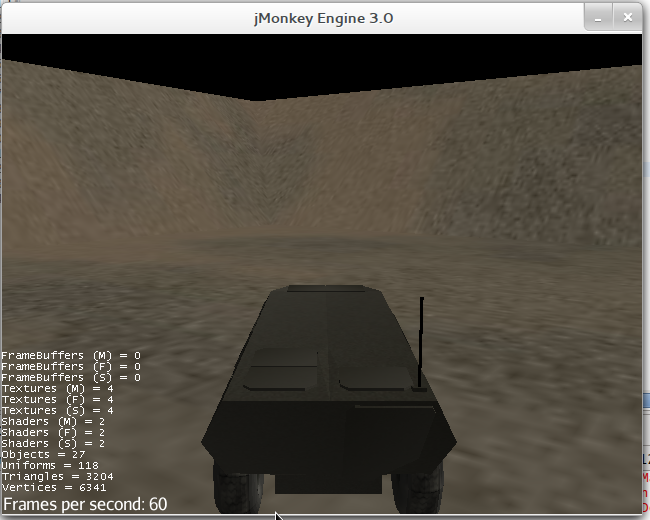 jMonkey Engine 3.0
FrameBuffers (M) = 0
FrameBuffers (F) = 0
FrameBuffers (S) = 0
Textures (M) = 4
Textures (F) = 4
Textures (S) = 4
Shaders (M) = 2
Shaders (F) = 2
Shaders (S) = 2
Objects = 27
Uniforms = 118
Triangles = 3204
Vertices = 6341
Frames per second: 60